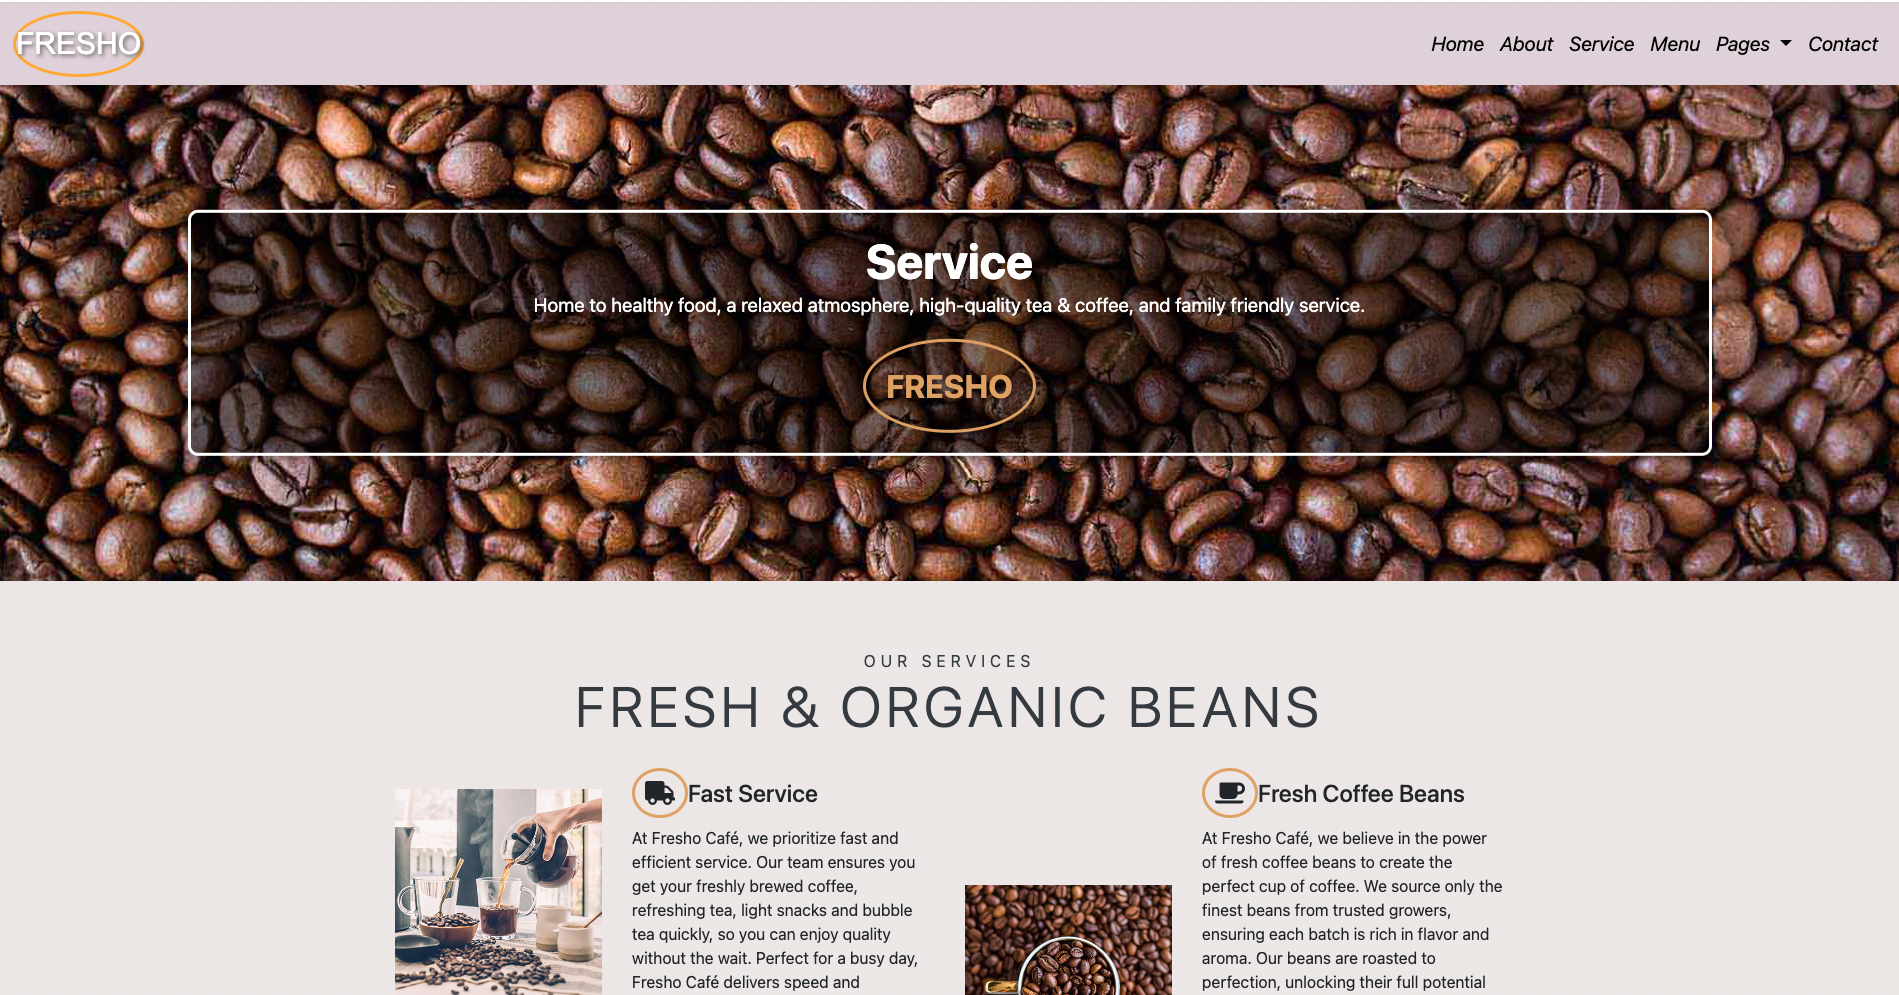 FRESHO
Home About Service Menu Pages Contact
Service
Home to healthy food, a relaxed atmosphere, high-quality tea & coffee, and family friendly service.
FRESHO
OUR SERVICES
FRESH & ORGANIC BEANS
Fast Service
At Fresho Café, we prioritize fast and
efficient service. Our team ensures you
get your freshly brewed coffee,
refreshing tea, light snacks and bubble
tea quickly, so you can enjoy quality
without the wait. Perfect for a busy day,
Fresho Café delivers speed and
Fresh Coffee Beans
At Fresho Café, we believe in the power
of fresh coffee beans to create the
perfect cup of coffee. We source only the
finest beans from trusted growers,
ensuring each batch is rich in flavor and
aroma. Our beans are roasted to
perfection, unlocking their full potential